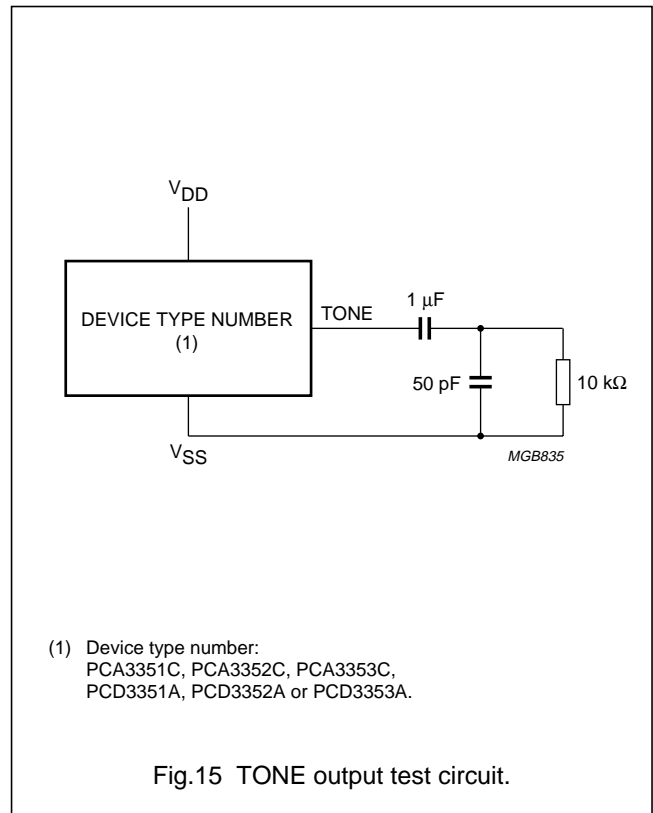 VDD
DEVICE TYPE NUMBER
(1)
TONE
1 μF
50 pF
10 kΩ
VSS
MGB835
(1) Device type number:
PCA3351C, PCA3352C, PCA3353C,
PCD3351A, PCD3352A or PCD3353A.
Fig.15 TONE output test circuit.